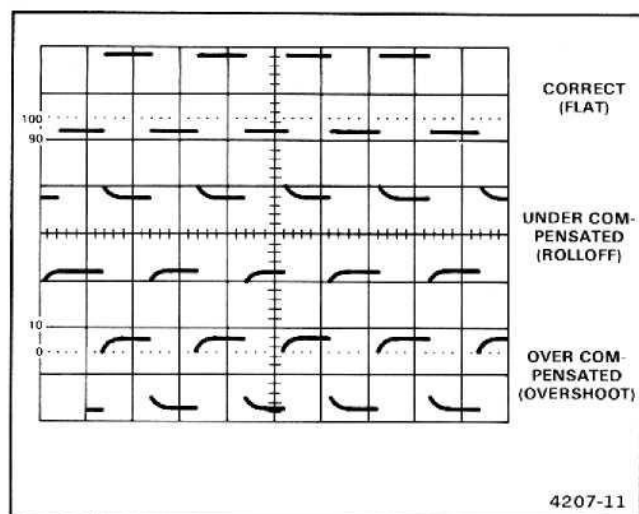 CORRECT
(FLAT)
100
90
UNDER COM-
PENSATED
(ROLLOFF)
10
0
OVER COM-
PENSATED
(OVERSHOOT)
4207-11